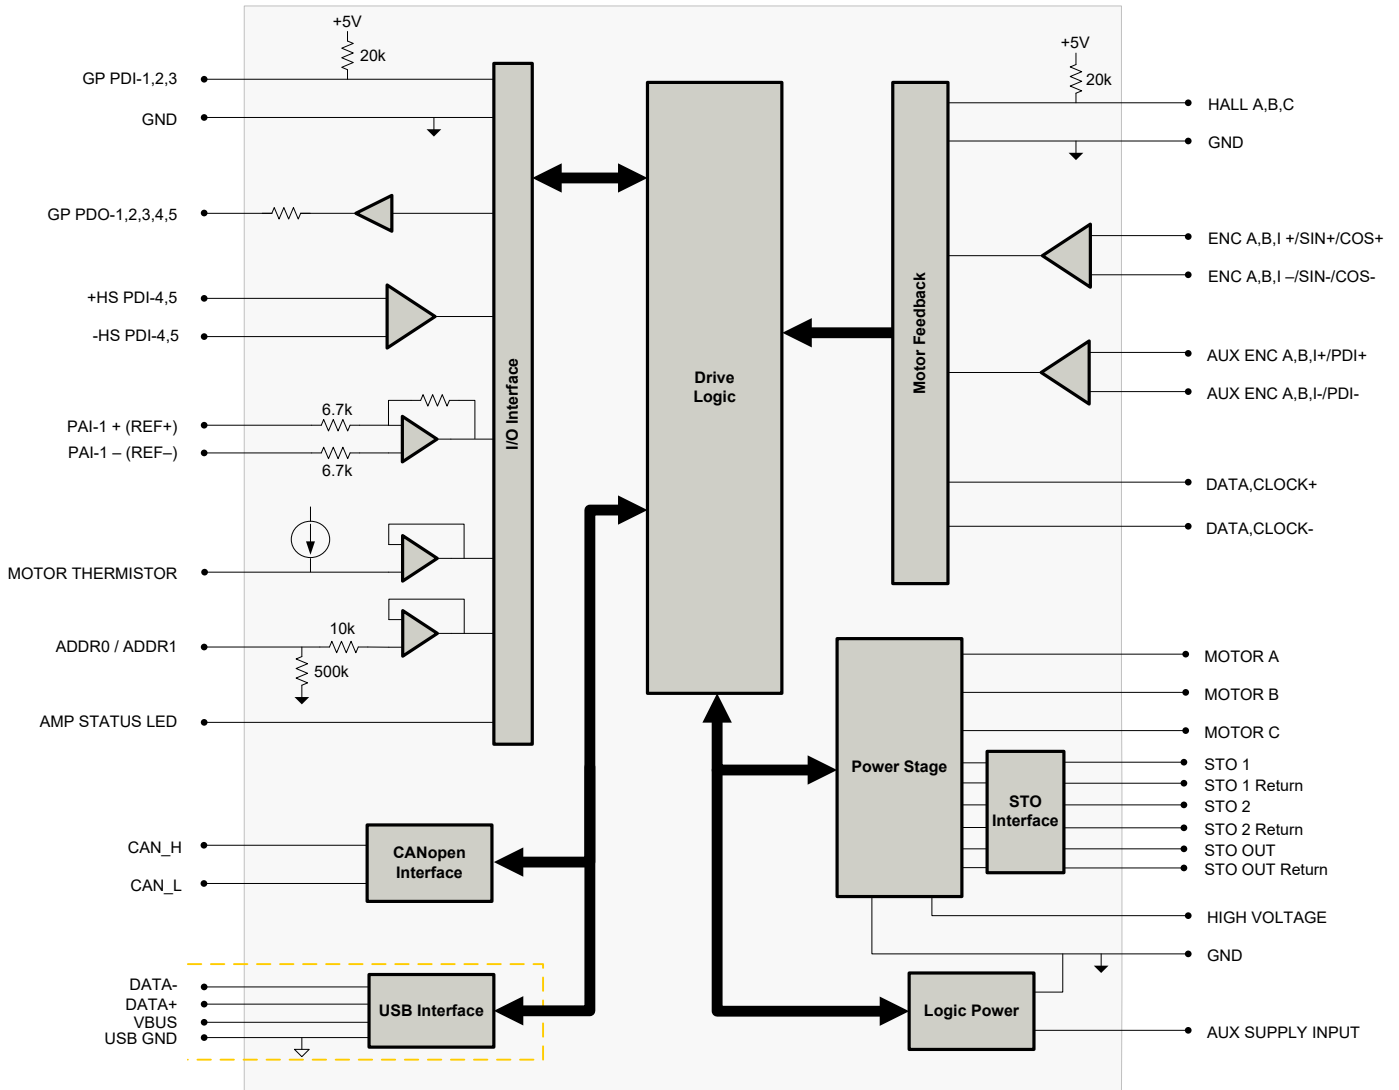 +5V
20k
GP PDI-1,2,3
GND
GP PDO-1,2,3,4,5
+HS PDI-4,5
-HS PDI-4,5
6.7k
PAI-1 + (REF+)
PAI-1 – (REF–)
6.7k
MOTOR THERMISTOR
10k
ADDR0 / ADDR1
500k
AMP STATUS LED
I/O Interface
CAN_H
CAN_L
CANopen
Interface
DATA-
DATA+
VBUS
USB GND
USB Interface
Drive
Logic
Motor Feedback
+5V
20k
HALL A,B,C
GND
ENC A,B,I +/SIN+/COS+
ENC A,B,I –/SIN-/COS-
AUX ENC A,B,I+/PDI+
AUX ENC A,B,I-/PDI-
DATA,CLOCK+
DATA,CLOCK-
Power Stage
MOTOR A
MOTOR B
MOTOR C
STO
Interface
STO 1
STO 1 Return
STO 2
STO 2 Return
STO OUT
STO OUT Return
HIGH VOLTAGE
GND
Logic Power
AUX SUPPLY INPUT